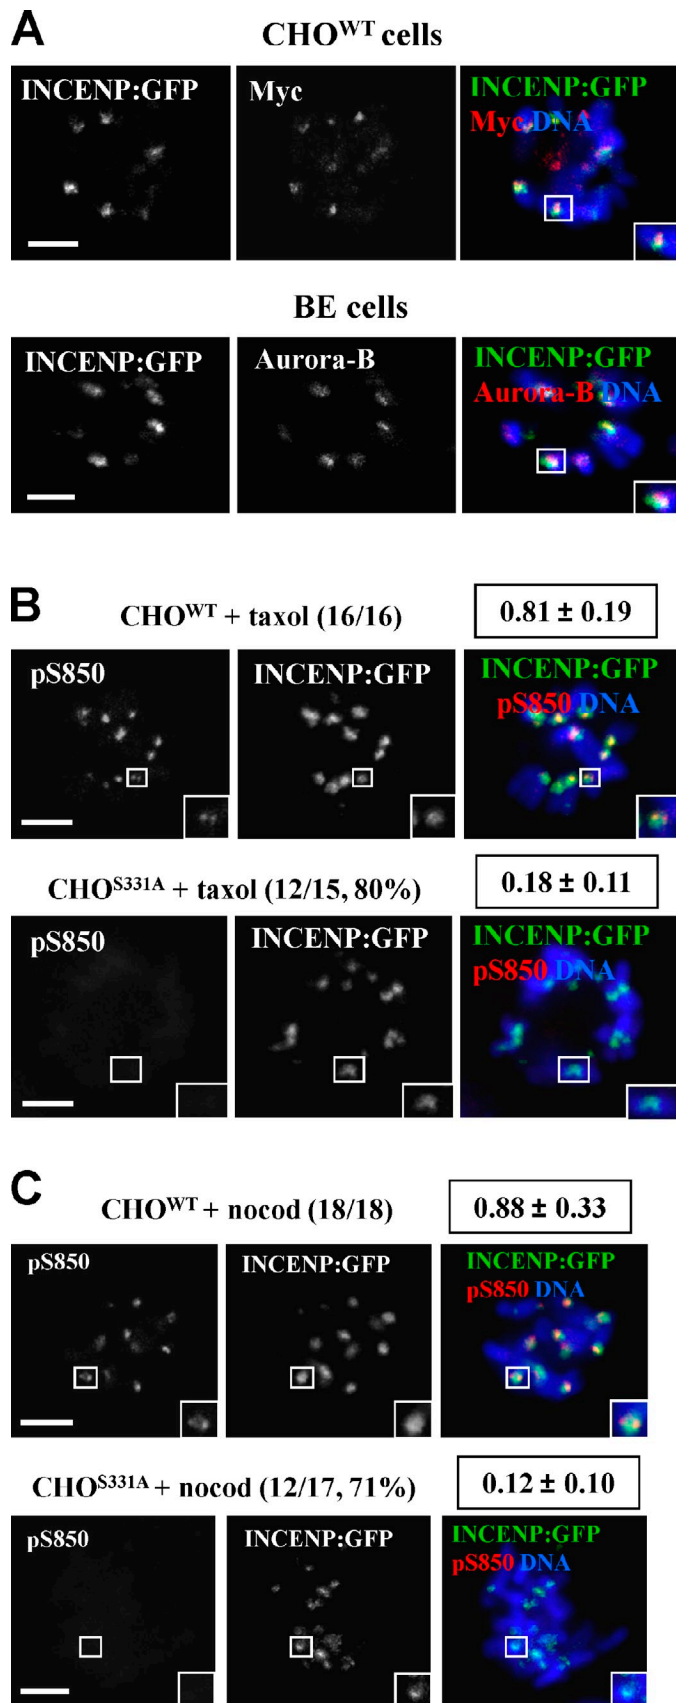 A
CHOWT cells
INCENP:GFP
Myc
INCENP:GFP
Myc DNA
BE cells
INCENP:GFP
Aurora-B
INCENP:GFP
Aurora-B DNA
B
CHOWT + taxol (16/16)
0.81 ± 0.19
pS850
INCENP:GFP
INCENP:GFP
pS850 DNA
CHOS331A + taxol (12/15, 80%)
0.18 ± 0.11
pS850
INCENP:GFP
INCENP:GFP
pS850 DNA
C
CHOWT + nocod (18/18)
0.88 ± 0.33
pS850
INCENP:GFP
INCENP:GFP
pS850 DNA
CHOS331A + nocod (12/17, 71%)
0.12 ± 0.10
pS850
INCENP:GFP
INCENP:GFP
pS850 DNA